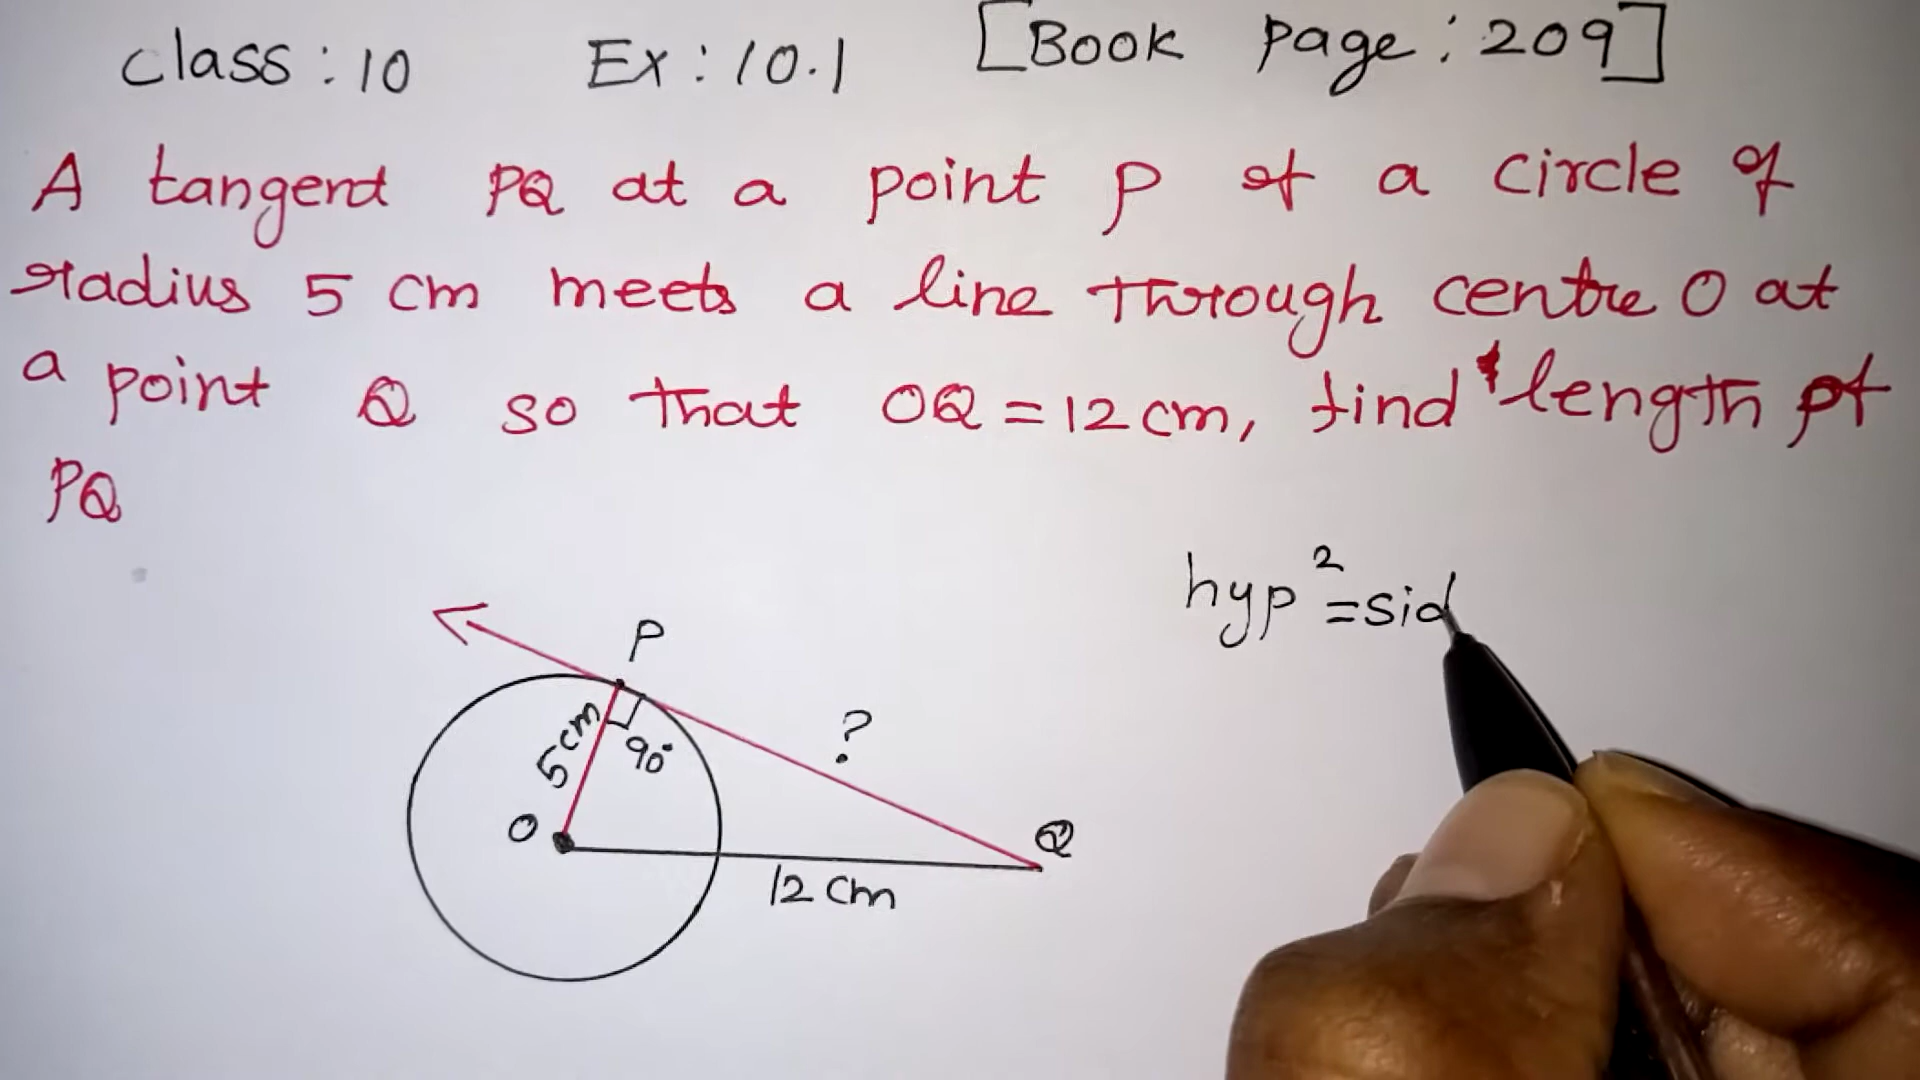 class : 10 Ex : 10.1 [Book page : 209]
A tangent PQ at a point P of a circle of
radius 5 cm meets a line through centre O at
a point Q so that OQ = 12 cm, find length of
PQ
hyp² = sid
P
5 cm
90°
?
O
Q
12 cm